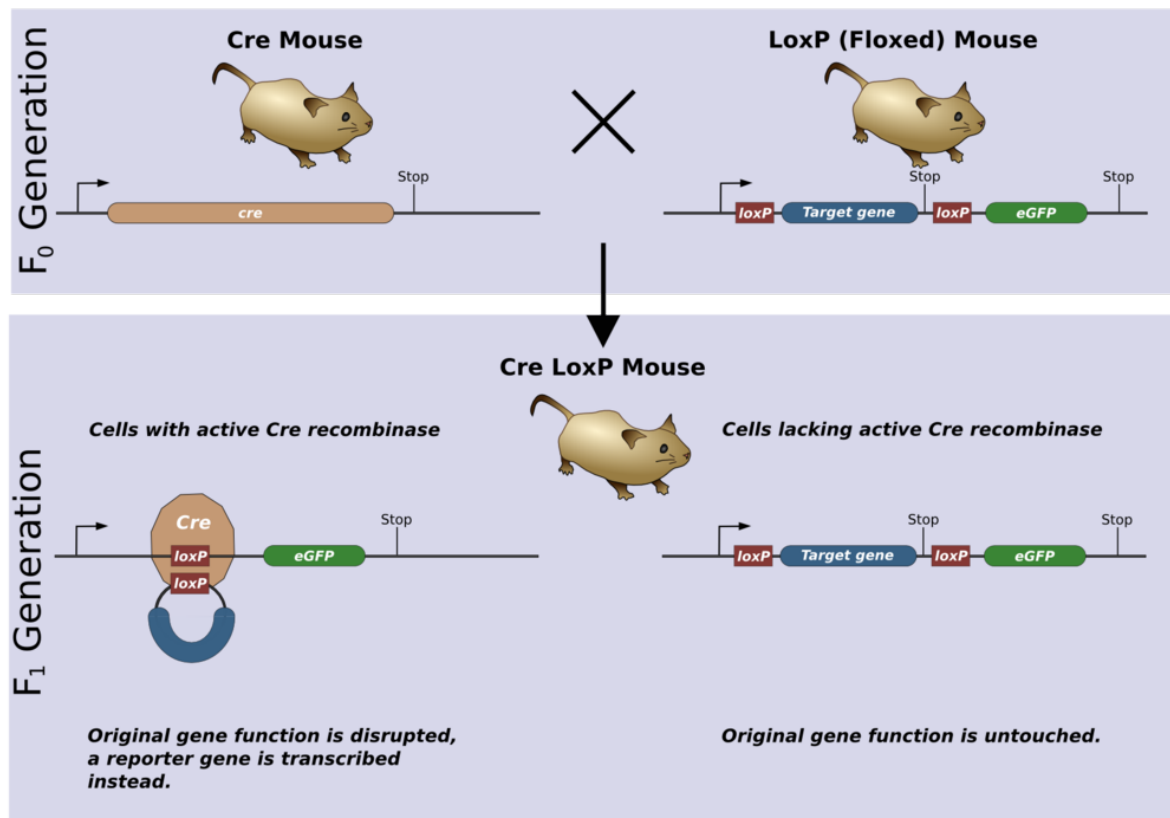 F0 Generation
Cre Mouse
LoxP (Floxed) Mouse
Stop
cre
Stop
Stop
loxP
Target gene
loxP
eGFP
F1 Generation
Cre LoxP Mouse
Cells with active Cre recombinase
Cells lacking active Cre recombinase
Cre
loxP
loxP
eGFP
Stop
Stop
Stop
loxP
Target gene
loxP
eGFP
Original gene function is disrupted,
a reporter gene is transcribed
instead.
Original gene function is untouched.